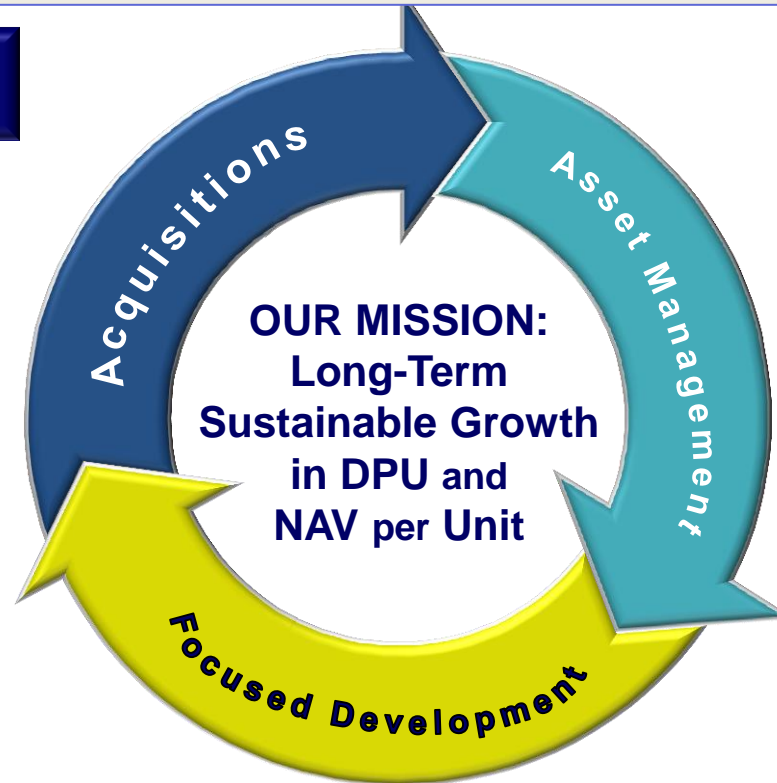 Acquisitions
Asset Management
OUR MISSION:
Long-Term
Sustainable Growth
in DPU and
NAV per Unit
Focused Development